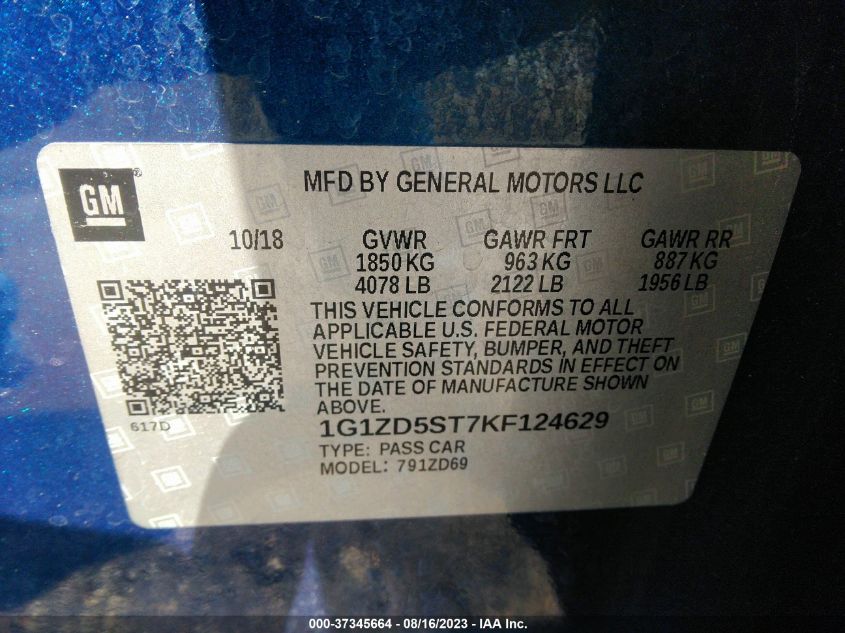 GM
MFD BY GENERAL MOTORS LLC
10/18 GVWR GAWR FRT GAWR RR
1850 KG 963 KG 887 KG
4078 LB 2122 LB 1956 LB
THIS VEHICLE CONFORMS TO ALL
APPLICABLE U.S. FEDERAL MOTOR
VEHICLE SAFETY, BUMPER, AND THEFT
PREVENTION STANDARDS IN EFFECT ON
THE DATE OF MANUFACTURE SHOWN
ABOVE.
617D
1G1ZD5ST7KF124629
TYPE: PASS CAR
MODEL: 791ZD69
000-37345664 - 08/16/2023 - IAA Inc.